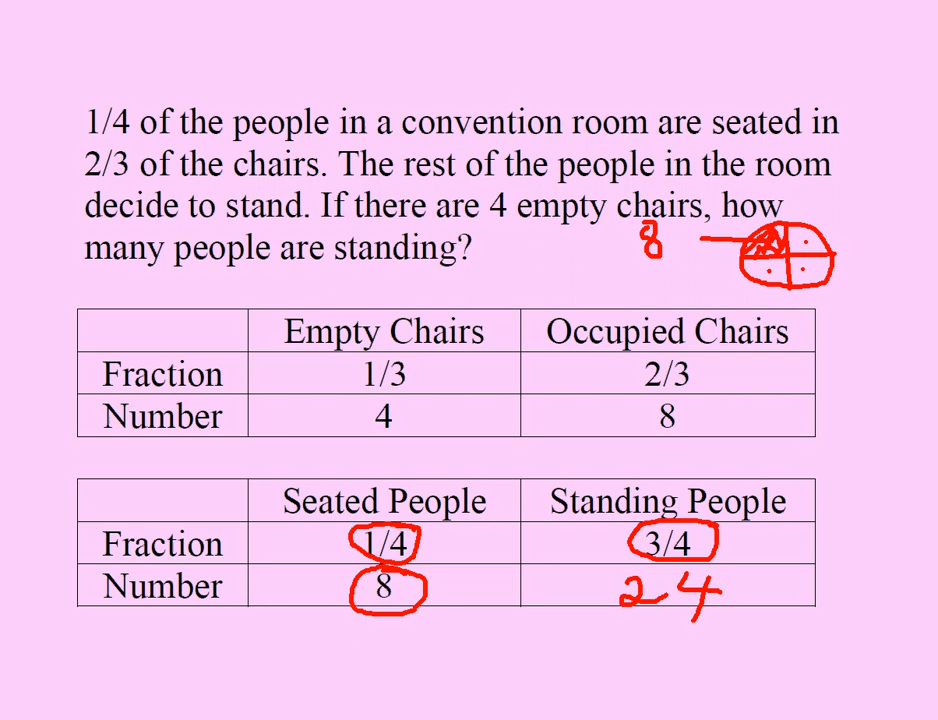 1/4 of the people in a convention room are seated in
2/3 of the chairs. The rest of the people in the room
decide to stand. If there are 4 empty chairs, how
many people are standing?
8
Empty Chairs Occupied Chairs
Fraction 1/3 2/3
Number 4 8
Seated People Standing People
Fraction 1/4 3/4
Number 8 24